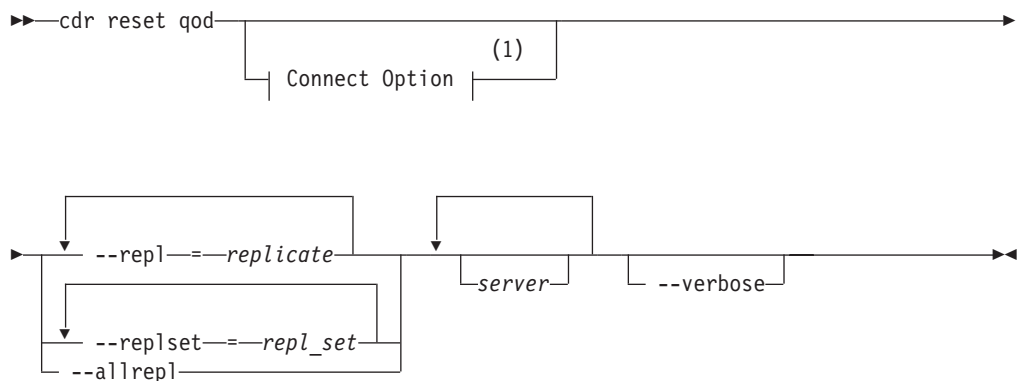 cdr reset qod
(1)
Connect Option
--repl = replicate
server
--verbose
--replset = repl_set
--allrepl